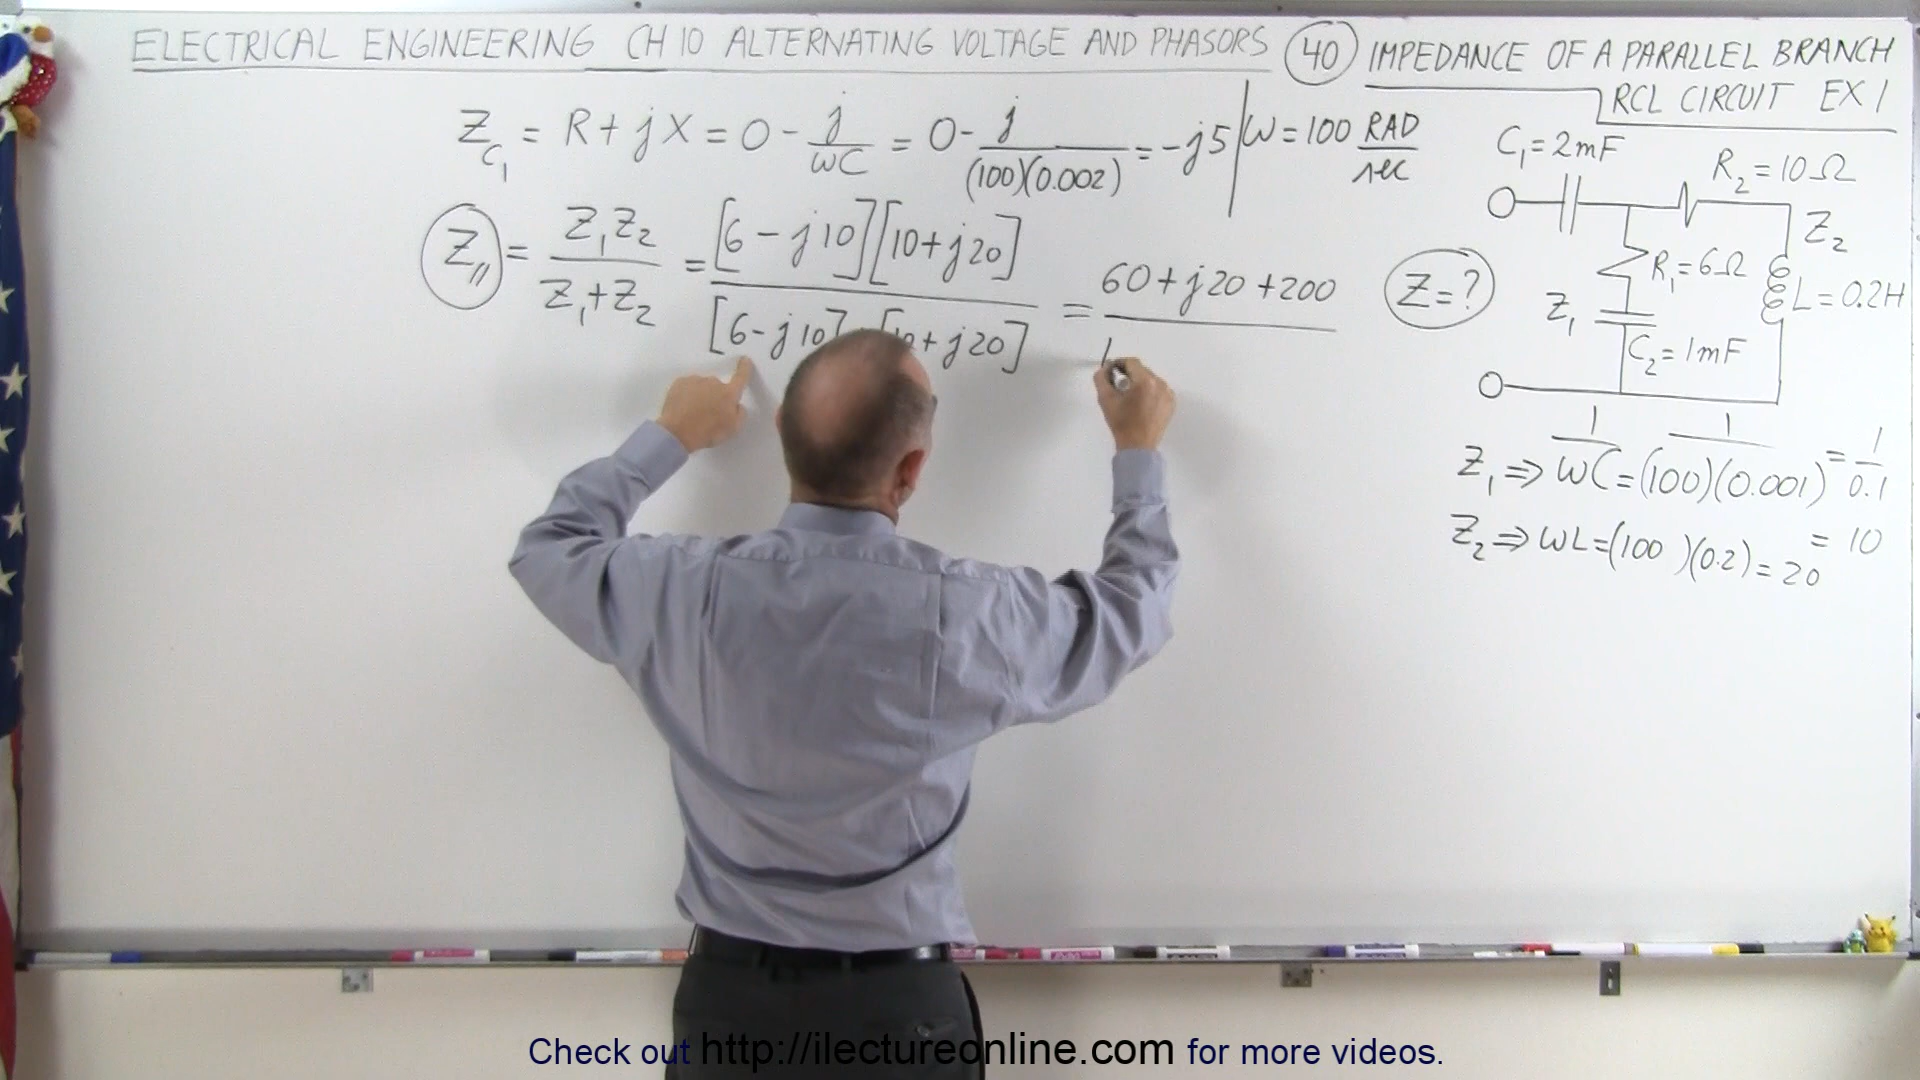 ELECTRICAL ENGINEERING CH 10 ALTERNATING VOLTAGE AND PHASORS 40 IMPEDANCE OF A PARALLEL BRANCH
RCL CIRCUIT EX 1
Z_C1 = R + jX = 0 - j/ωC = 0 - j/(100)(0.002) = -j5
ω = 100 RAD/sec
Z_// = Z1Z2/(Z1+Z2) = [6 - j10][10 + j20]/[6 - j10] [10 + j20] = 60 + j20 + 200
1
C1 = 2mF
R2 = 10Ω
Z2
Z = ?
R1 = 6Ω
L = 0.2H
Z1
C2 = 1mF
Z1 ⇒ 1/ωC = 1/(100)(0.001) = 1/0.1
= 10
Z2 ⇒ ωL = (100 )(0.2) = 20
Check out http://ilectureonline.com for more videos.